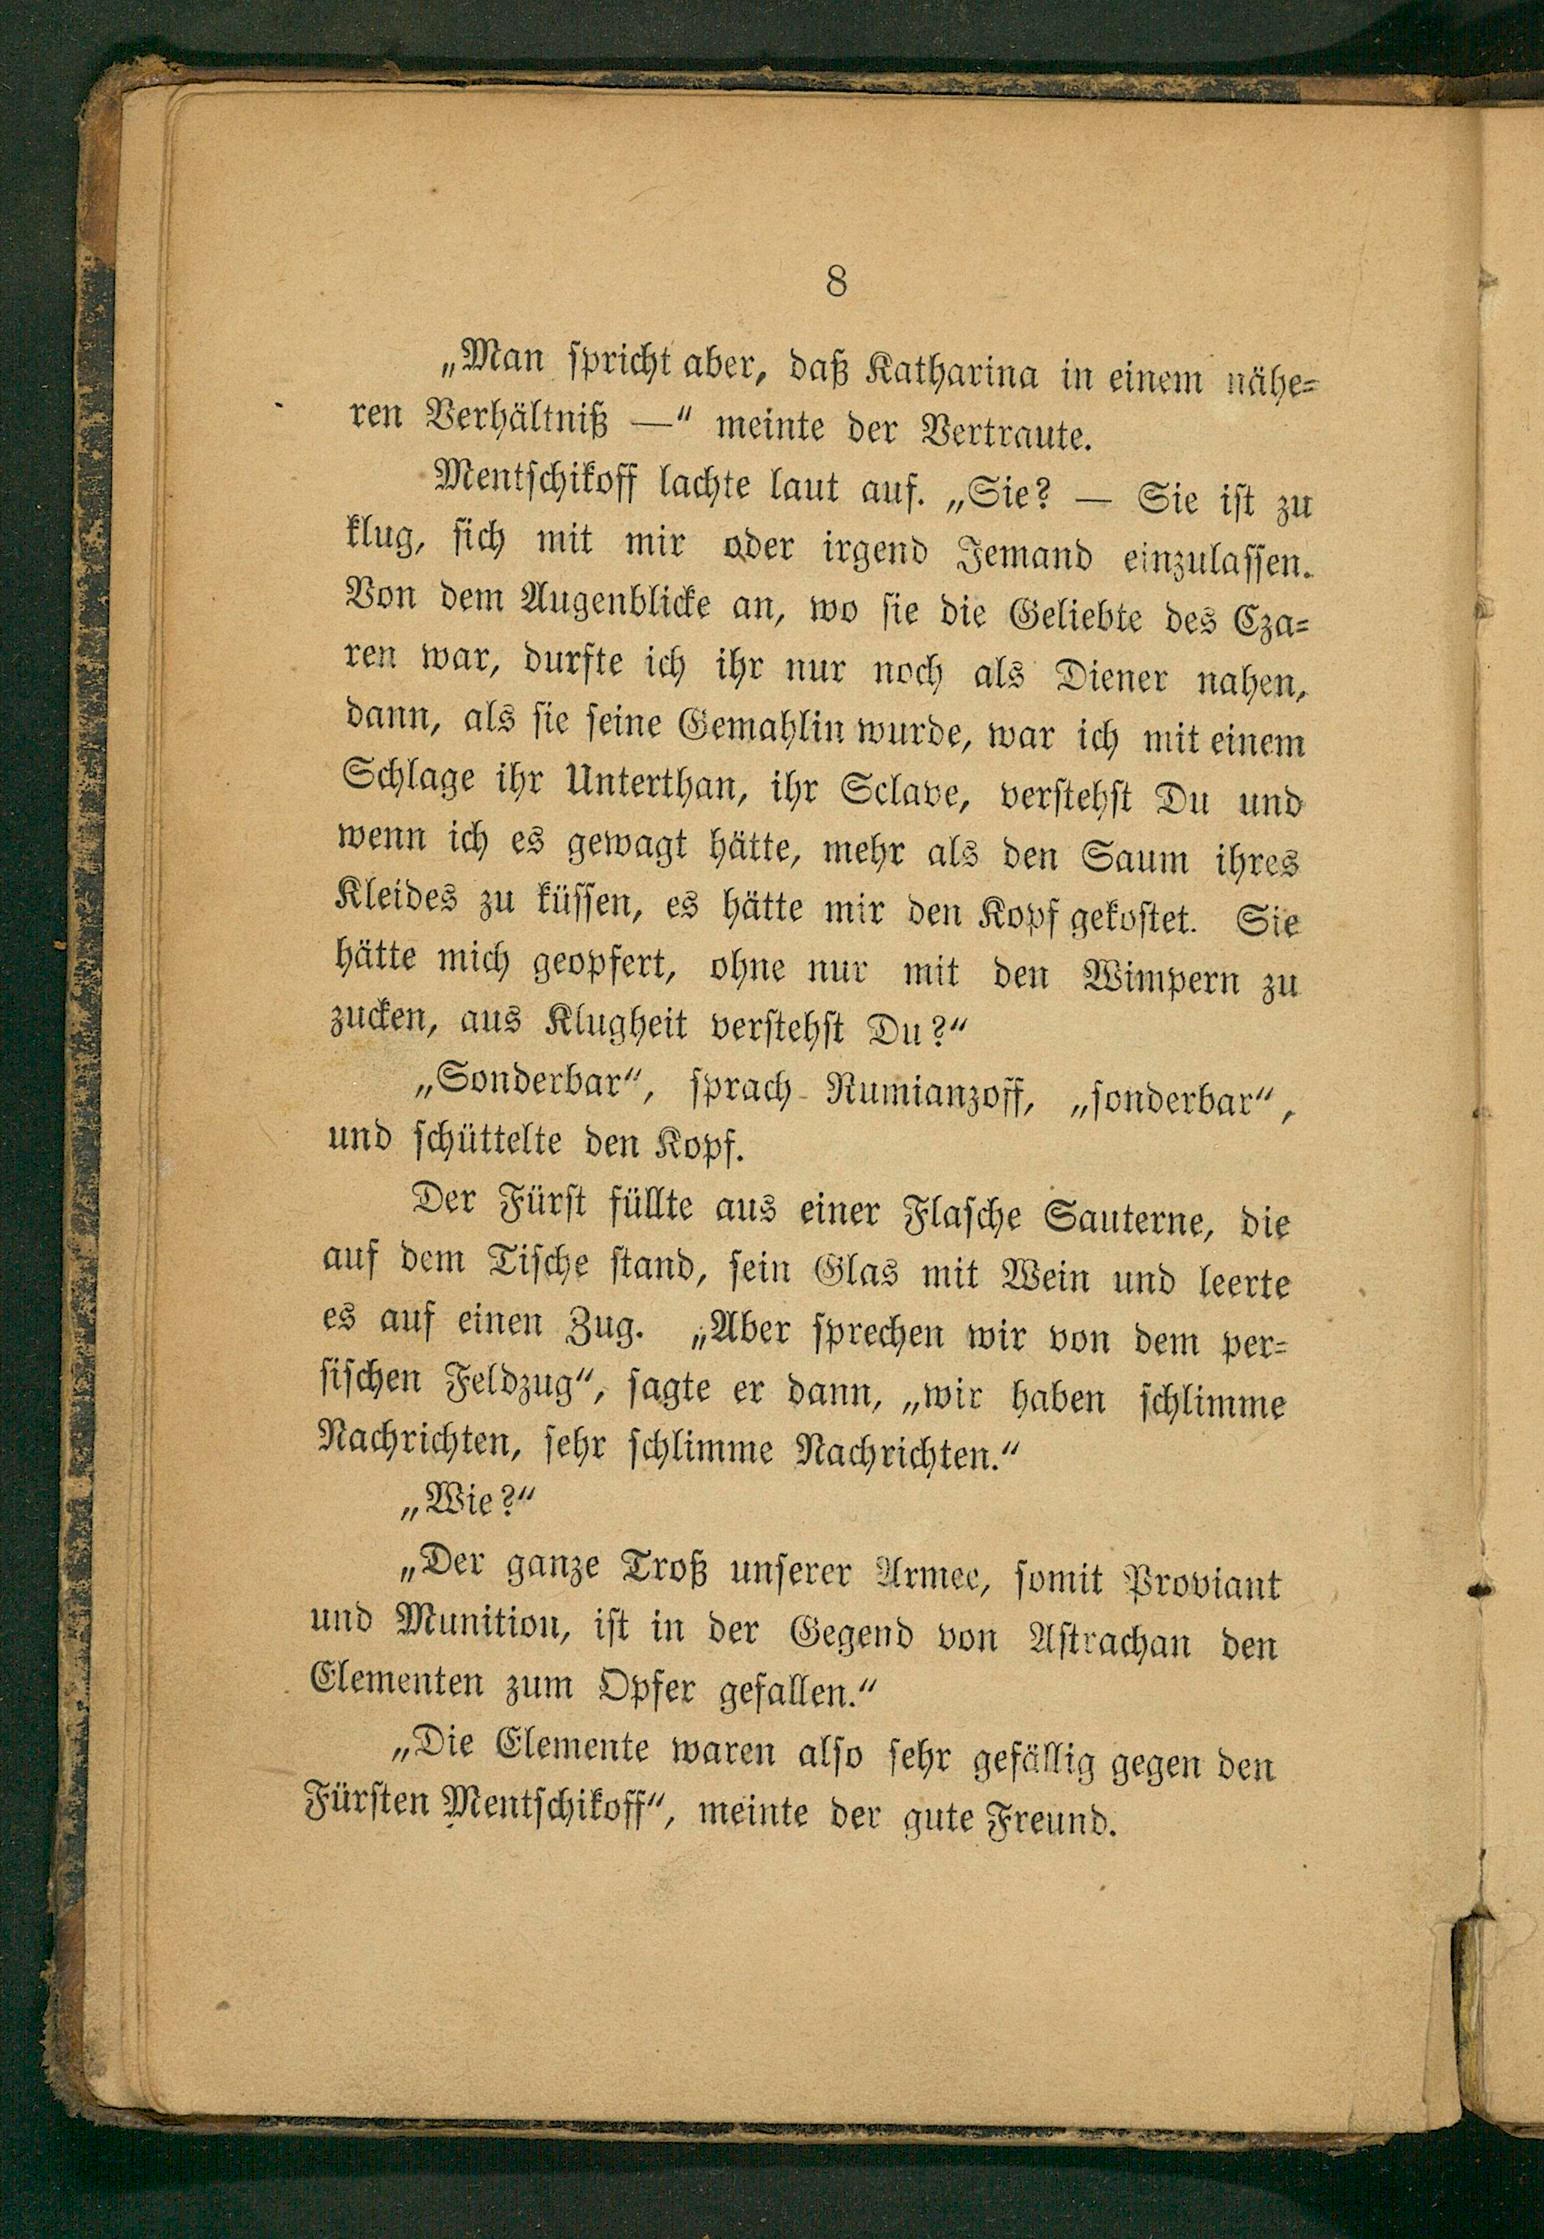 8
„Man spricht aber, daß Katharina in einem nähe-
ren Verhältniß —“ meinte der Vertraute.
Mentschikoff lachte laut auf. „Sie? — Sie ist zu
klug, sich mit mir oder irgend Jemand einzulassen.
Von dem Augenblicke an, wo sie die Geliebte des Cza-
ren war, durfte ich ihr nur noch als Diener nahen,
dann, als sie seine Gemahlin wurde, war ich mit einem
Schlage ihr Unterthan, ihr Sclave, verstehst Du und
wenn ich es gewagt hätte, mehr als den Saum ihres
Kleides zu küssen, es hätte mir den Kopf gekostet. Sie
hätte mich geopfert, ohne nur mit den Wimpern zu
zucken, aus Klugheit verstehst Du?“
„Sonderbar“, sprach Rumianzoff, „sonderbar“,
und schüttelte den Kopf.
Der Fürst füllte aus einer Flasche Sauterne, die
auf dem Tische stand, sein Glas mit Wein und leerte
es auf einen Zug. „Aber sprechen wir von dem per-
sischen Feldzug“, sagte er dann, „wir haben schlimme
Nachrichten, sehr schlimme Nachrichten.“
„Wie?“
„Der ganze Troß unserer Armee, somit Proviant
und Munition, ist in der Gegend von Astrachan den
Elementen zum Opfer gefallen.“
„Die Elemente waren also sehr gefällig gegen den
Fürsten Mentschikoff“, meinte der gute Freund.